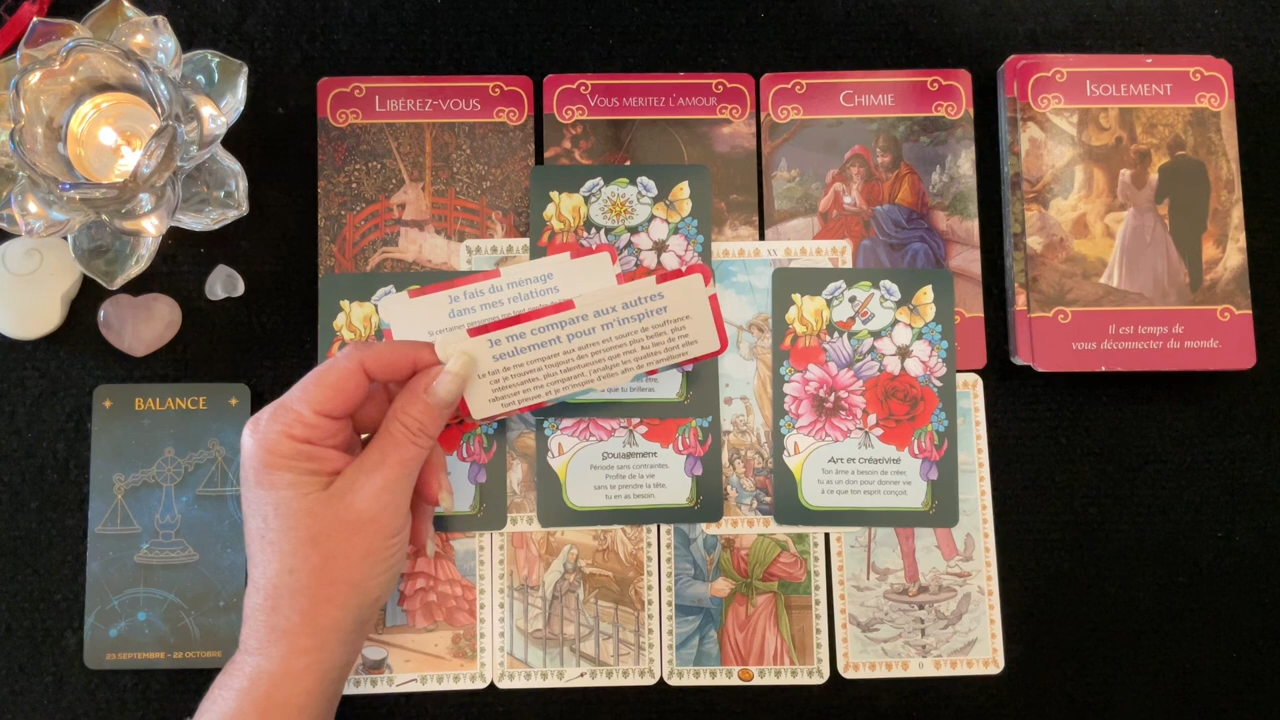 LIBÉREZ-VOUS
VOUS MERITEZ L'AMOUR
CHIMIE
ISOLEMENT
Il est temps de
vous déconnecter du monde.
XX
Je fais du ménage
dans mes relations
Si certaines personnes me font
Je me compare aux autres
seulement pour m'inspirer
Le fait de me comparer aux autres est source de souffrance,
car je trouverai toujours des personnes plus belles, plus
intéressantes, plus talentueuses que moi. Au lieu de me
rabaisser en me comparant, j'analyse les qualités dont elles
font preuve, et je m'inspire d'elles afin de m'améliorer.
être,
que tu brilleras
BALANCE
23 SEPTEMBRE - 22 OCTOBRE
Soulagement
Période sans contraintes.
Profite de la vie
sans te prendre la tête,
tu en as besoin.
Art et Créativité
Ton âme a besoin de créer,
tu as un don pour donner vie
à ce que ton esprit conçoit.
0